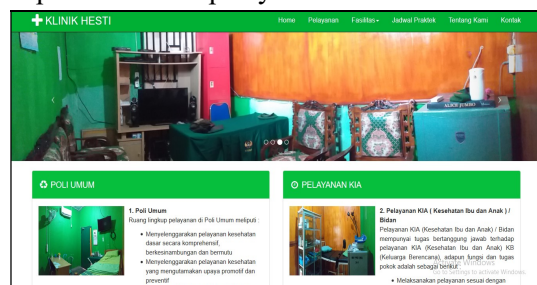 KLINIK HESTI
Home Pelayanan Fasilitas Jadwal Praktek Tentang Kami Kontak
POLI UMUM
1. Poli Umum
Ruang lingkup pelayanan di Poli Umum meliputi :
Menyelenggarakan pelayanan kesehatan
dasar secara komprehensif,
berkesinambungan dan bermutu
Menyelenggarakan pelayanan kesehatan
yang mengutamakan upaya promotif dan
preventif
PELAYANAN KIA
2. Pelayanan KIA ( Kesehatan Ibu dan Anak ) /
Bidan
Pelayanan KIA (Kesehatan Ibu dan Anak) / Bidan
mempunyai tugas bertanggung jawab terhadap
pelayanan KIA (Kesehatan Ibu dan Anak) KB
(Keluarga Berencana), adapun fungsi dan tugas
pokok adalah sebagai berikut
Melaksanakan pelayanan sesuai dengan
Activate Windows
Go to Settings to activate Windows.